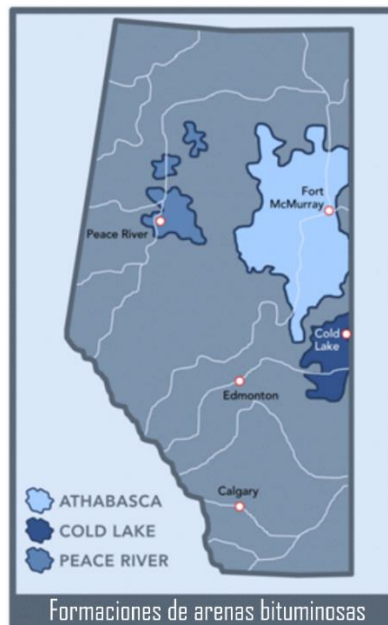 Fort
McMurray
Peace River
Cold
Lake
Edmonton
Calgary
ATHABASCA
COLD LAKE
PEACE RIVER
Formaciones de arenas bituminosas